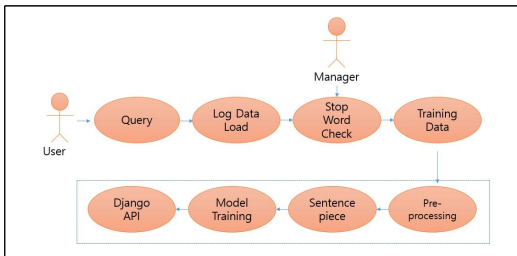 Manager
User
Query
Log Data
Load
Stop
Word
Check
Training
Data
Django
API
Model
Training
Sentence
piece
Pre-
processing